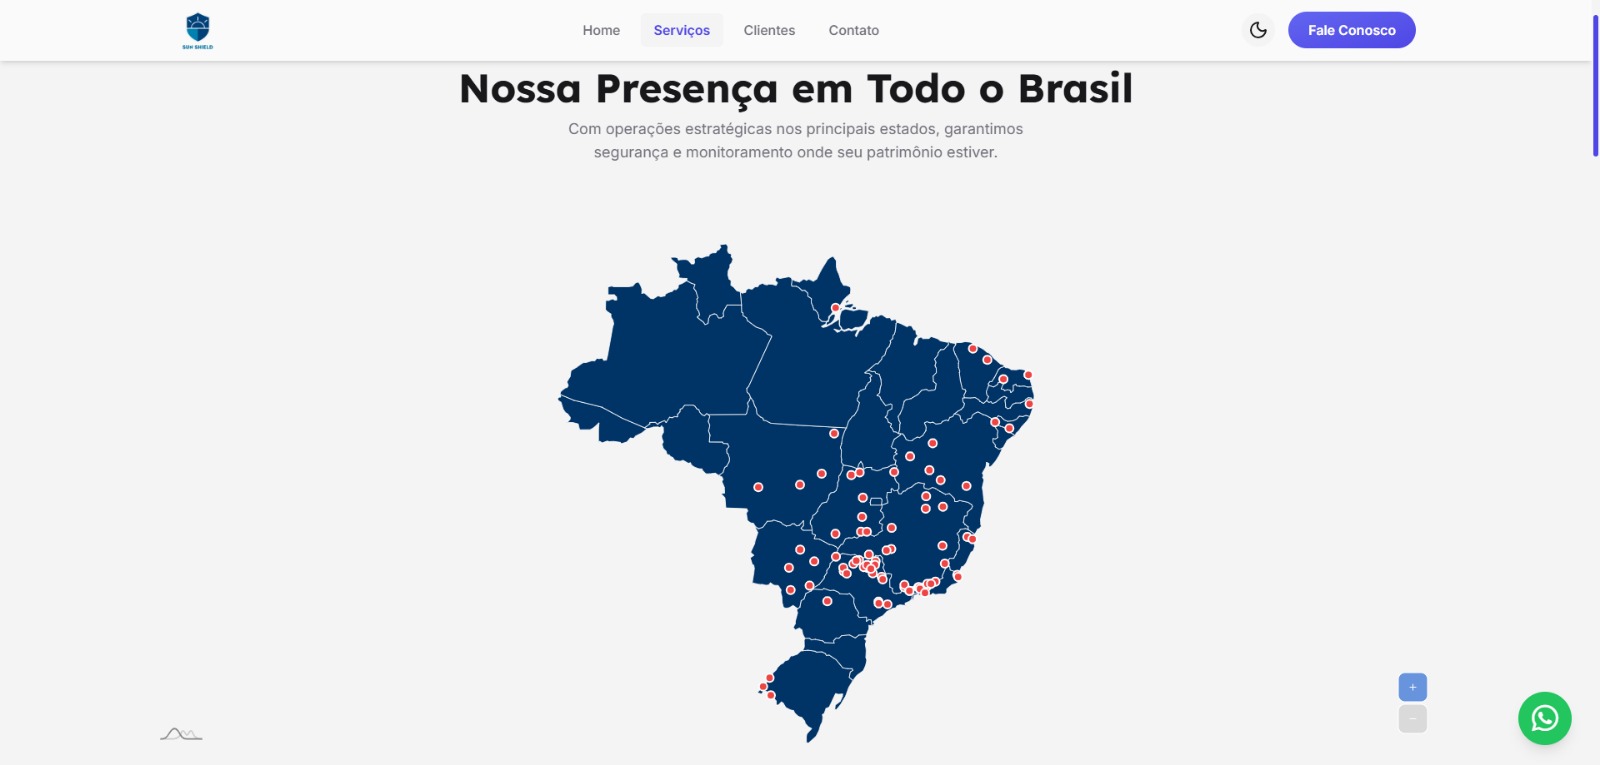 SUN SHIELD
Home
Serviços
Clientes
Contato
Fale Conosco
Nossa Presença em Todo o Brasil
Com operações estratégicas nos principais estados, garantimos
segurança e monitoramento onde seu patrimônio estiver.
+
−